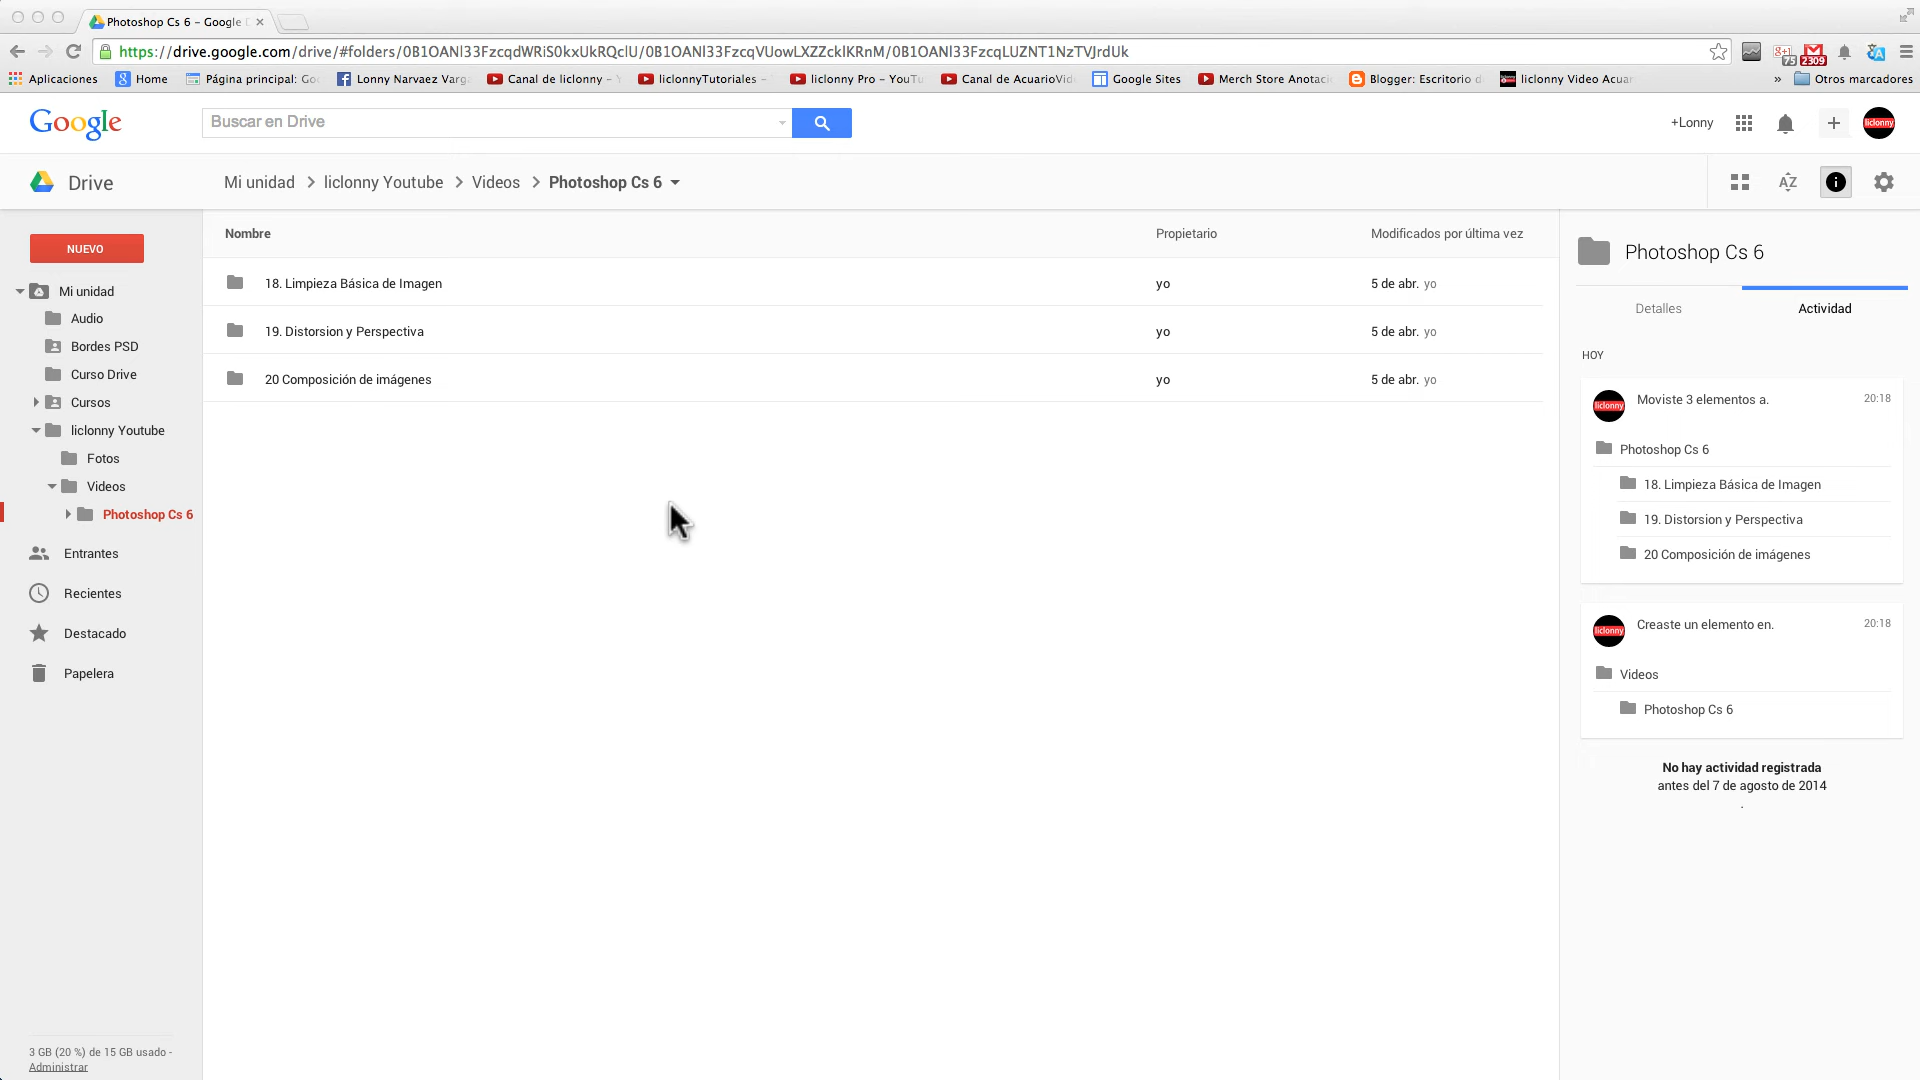 Photoshop Cs 6 – Google
https://drive.google.com/drive/#folders/0B1OANl33FzcqdWRiS0kxUkRQclU/0B1OANl33FzcqVUowLXZZcklKRnM/0B1OANl33FzcqLUZNT1NzTVJrdUk
75
2309
Aplicaciones
Home
Página principal: Go
Lonny Narvaez Varg
Canal de liclonny –
liclonnyTutoriales –
liclonny Pro – YouTu
Canal de AcuarioVid
Google Sites
Merch Store Anotaci
Blogger: Escritorio d
liclonny Video Acuar
» Otros marcadores
Google
Buscar en Drive
+Lonny
liclonny
Drive
Mi unidad > liclonny Youtube > Videos > Photoshop Cs 6
AZ
NUEVO
Mi unidad
Audio
Bordes PSD
Curso Drive
Cursos
liclonny Youtube
Fotos
Videos
Photoshop Cs 6
Entrantes
Recientes
Destacado
Papelera
3 GB (20 %) de 15 GB usado -
Administrar
Nombre Propietario Modificados por última vez
18. Limpieza Básica de Imagen yo 5 de abr. yo
19. Distorsion y Perspectiva yo 5 de abr. yo
20 Composición de imágenes yo 5 de abr. yo
Photoshop Cs 6
Detalles Actividad
HOY
liclonny Moviste 3 elementos a. 20:18
Photoshop Cs 6
18. Limpieza Básica de Imagen
19. Distorsion y Perspectiva
20 Composición de imágenes
liclonny Creaste un elemento en. 20:18
Videos
Photoshop Cs 6
No hay actividad registrada
antes del 7 de agosto de 2014
.